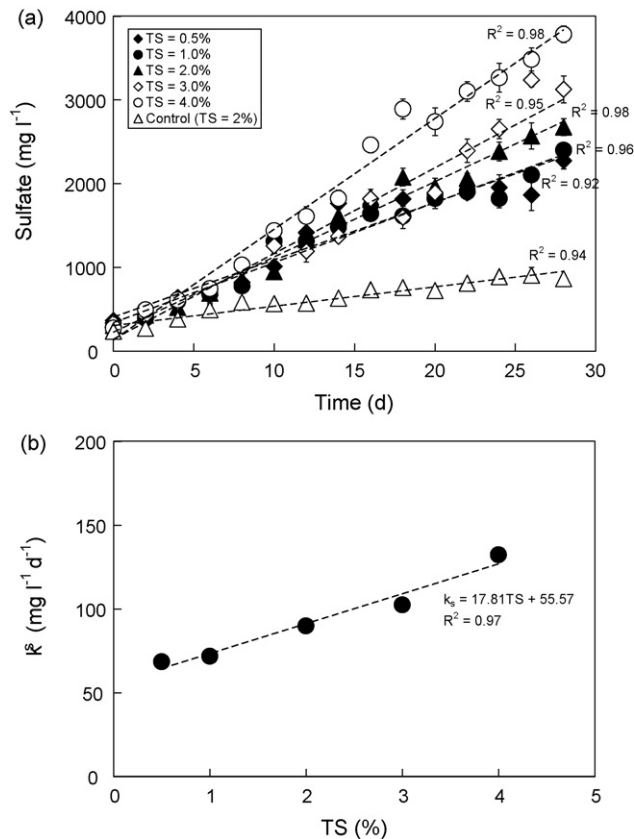 (a)
4000
3000
2000
1000
0
Sulfate (mg l⁻¹)
TS = 0.5%
TS = 1.0%
TS = 2.0%
TS = 3.0%
TS = 4.0%
Control (TS = 2%)
R² = 0.98
R² = 0.95
R² = 0.98
R² = 0.96
R² = 0.92
R² = 0.94
0 5 10 15 20 25 30
Time (d)
(b)
200
150
100
50
0
(mg l⁻¹ d⁻¹)
kₛ = 17.81TS + 55.57
R² = 0.97
0 1 2 3 4 5
TS (%)